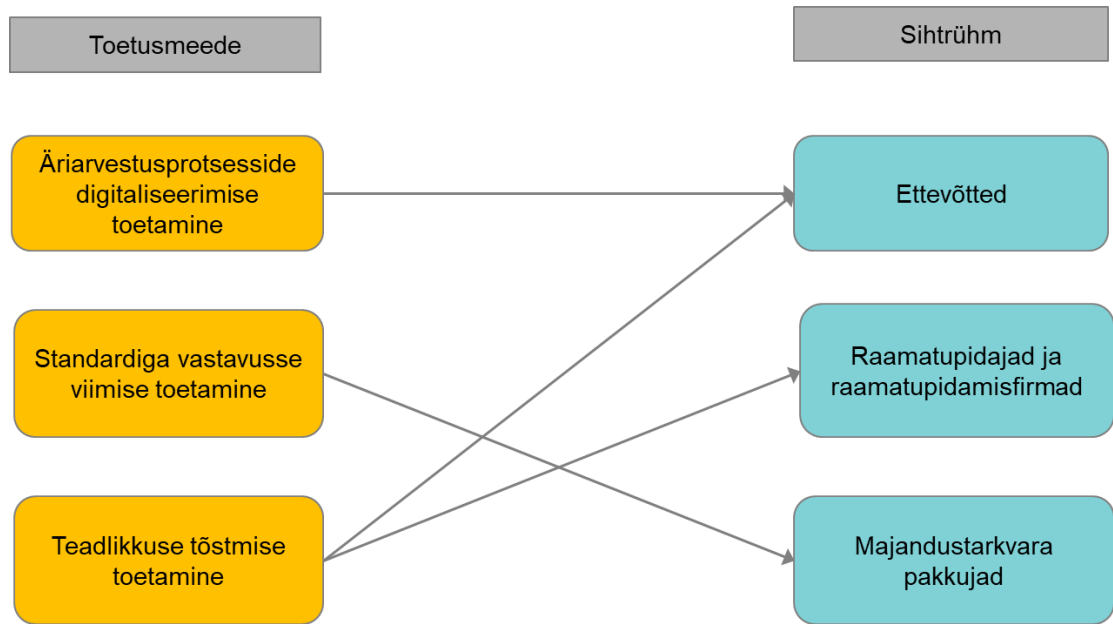 Toetusmeede
Sihtrühm
Äriarvestusprotsesside
digitaliseerimise
toetamine
Ettevõtted
Standardiga vastavusse
viimise toetamine
Raamatupidajad ja
raamatupidamisfirmad
Teadlikkuse tõstmise
toetamine
Majandustarkvara
pakkujad